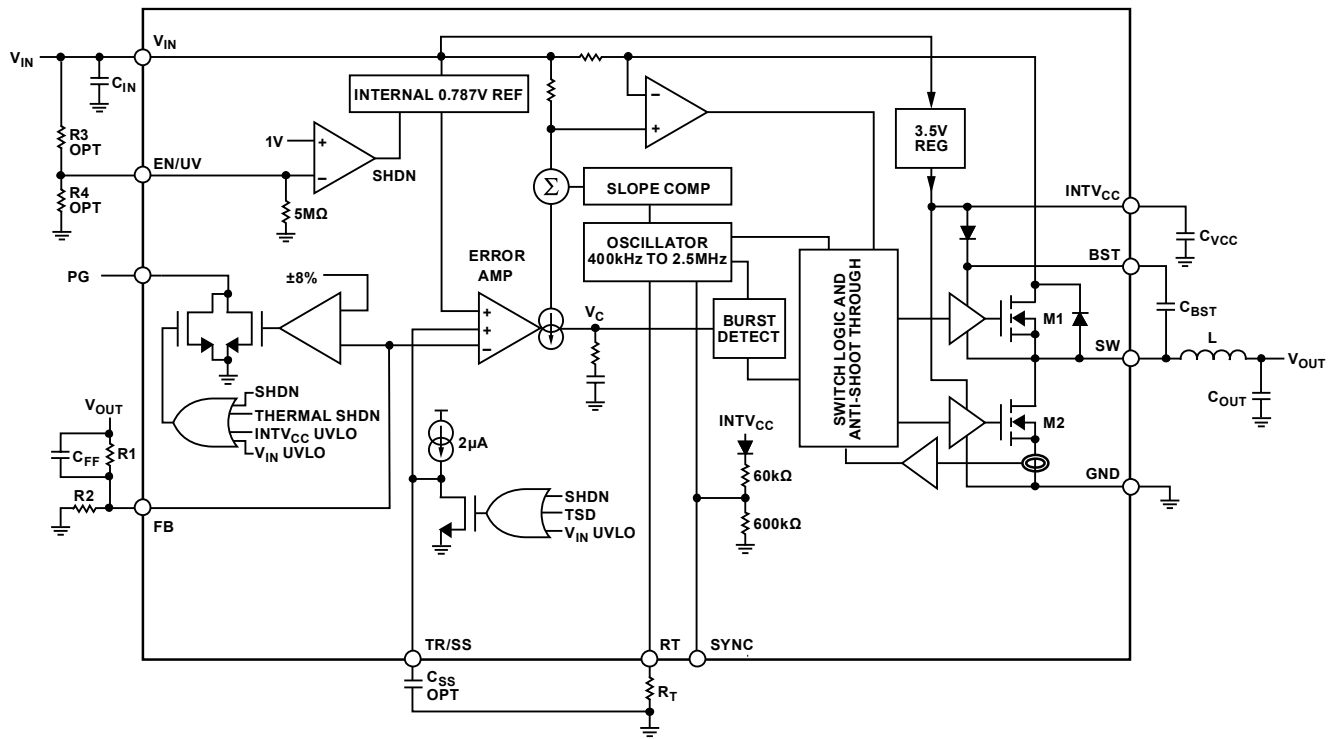 V_IN
V_IN
C_IN
R3
OPT
EN/UV
R4
OPT
1V
+
−
SHDN
5MΩ
INTERNAL 0.787V REF
−
+
3.5V
REG
Σ
SLOPE COMP
OSCILLATOR
400kHz TO 2.5MHz
INTV_CC
C_VCC
BST
C_BST
M1
SW
L
V_OUT
C_OUT
M2
GND
SWITCH LOGIC AND
ANTI-SHOOT THROUGH
BURST
DETECT
ERROR
AMP
+
+
−
V_C
PG
±8%
SHDN
THERMAL SHDN
INTV_CC UVLO
V_IN UVLO
V_OUT
C_FF
R1
R2
FB
2µA
SHDN
TSD
V_IN UVLO
INTV_CC
60kΩ
600kΩ
TR/SS
C_SS
OPT
RT
R_T
SYNC